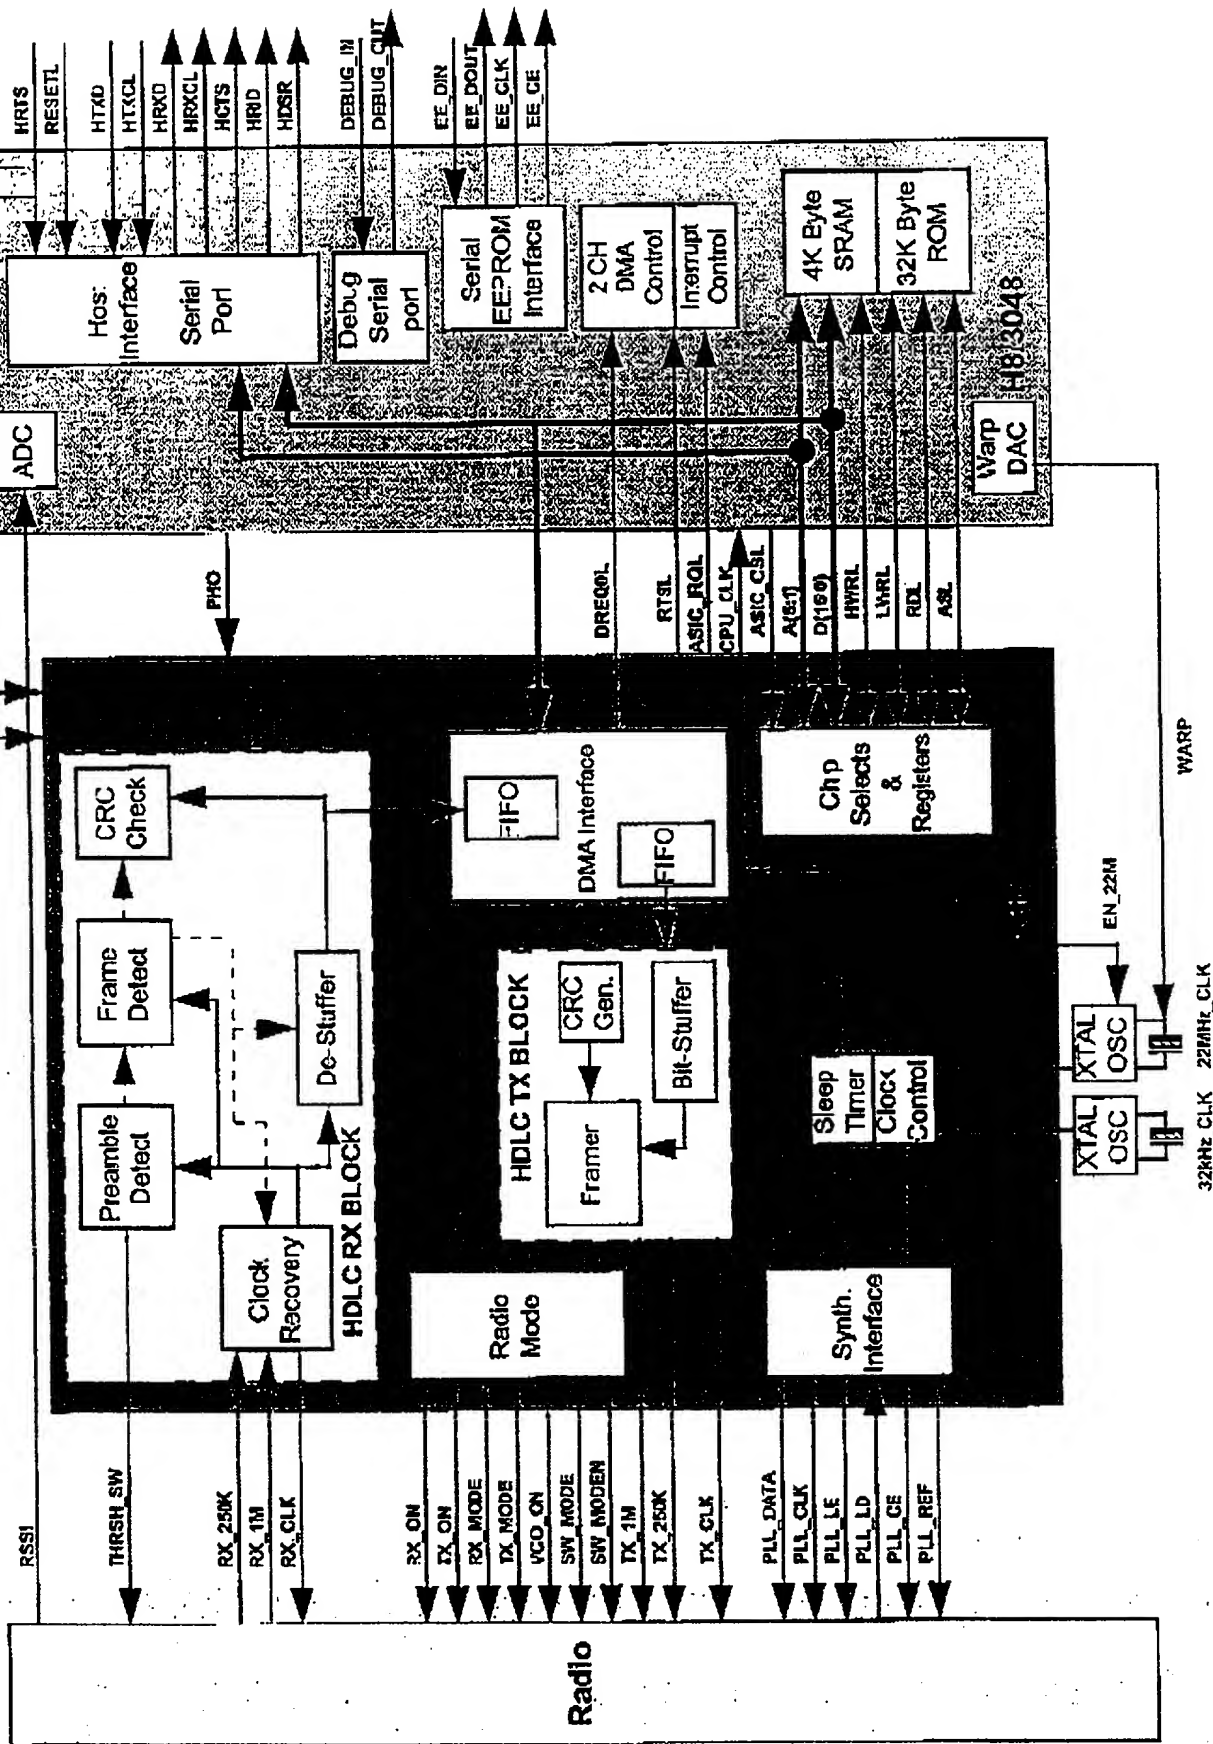 HRTS
RESETL
HTXD
HTXCL
HRXD
HRXCL
HCTS
HRID
HDSR
DEBUG_IN
DEBUG_OUT
EE_DIN
EE_DOUT
EE_CLK
EE_CE
Hos:
Interface
Serial
Port
Debug
Serial
port
Serial
EEPROM
Interface
2 CH
DMA
Control
Interrupt
Control
4K Byte
SRAM
32K Byte
ROM
ADC
Warp
DAC
H8/3048
PHO
DREQ0L
RTSL
ASIC_IRQL
CPU_CLK
ASIC_CSL
A(8:1)
HWRL
LWRL
RDL
ASL
CRC
Check
Frame
Detect
Preamble
Detect
De-Stuffer
Clock
Recovery
HDLC RX BLOCK
FIFO
FIFO
DMA Interface
Chip
Selects
&
Registers
HDLC TX BLOCK
CRC
Gen.
Bit-Stuffer
Framer
Sleep
Timer
Clock
Control
Radio
Mode
Synth.
Interface
WARP
EN_22M
XTAL
OSC
22MHz_CLK
XTAL
OSC
32kHz CLK
RSSI
THRSH_SW
RX_250K
RX_1M
RX_CLK
RX_ON
TX_ON
RX_MODE
TX_MODE
VCO_ON
SW_MODE
SW_MODEN
TX_1M
TX_250K
TX_CLK
PLL_DATA
PLL_CLK
PLL_LE
PLL_LD
PLL_CE
PLL_REF
Radio